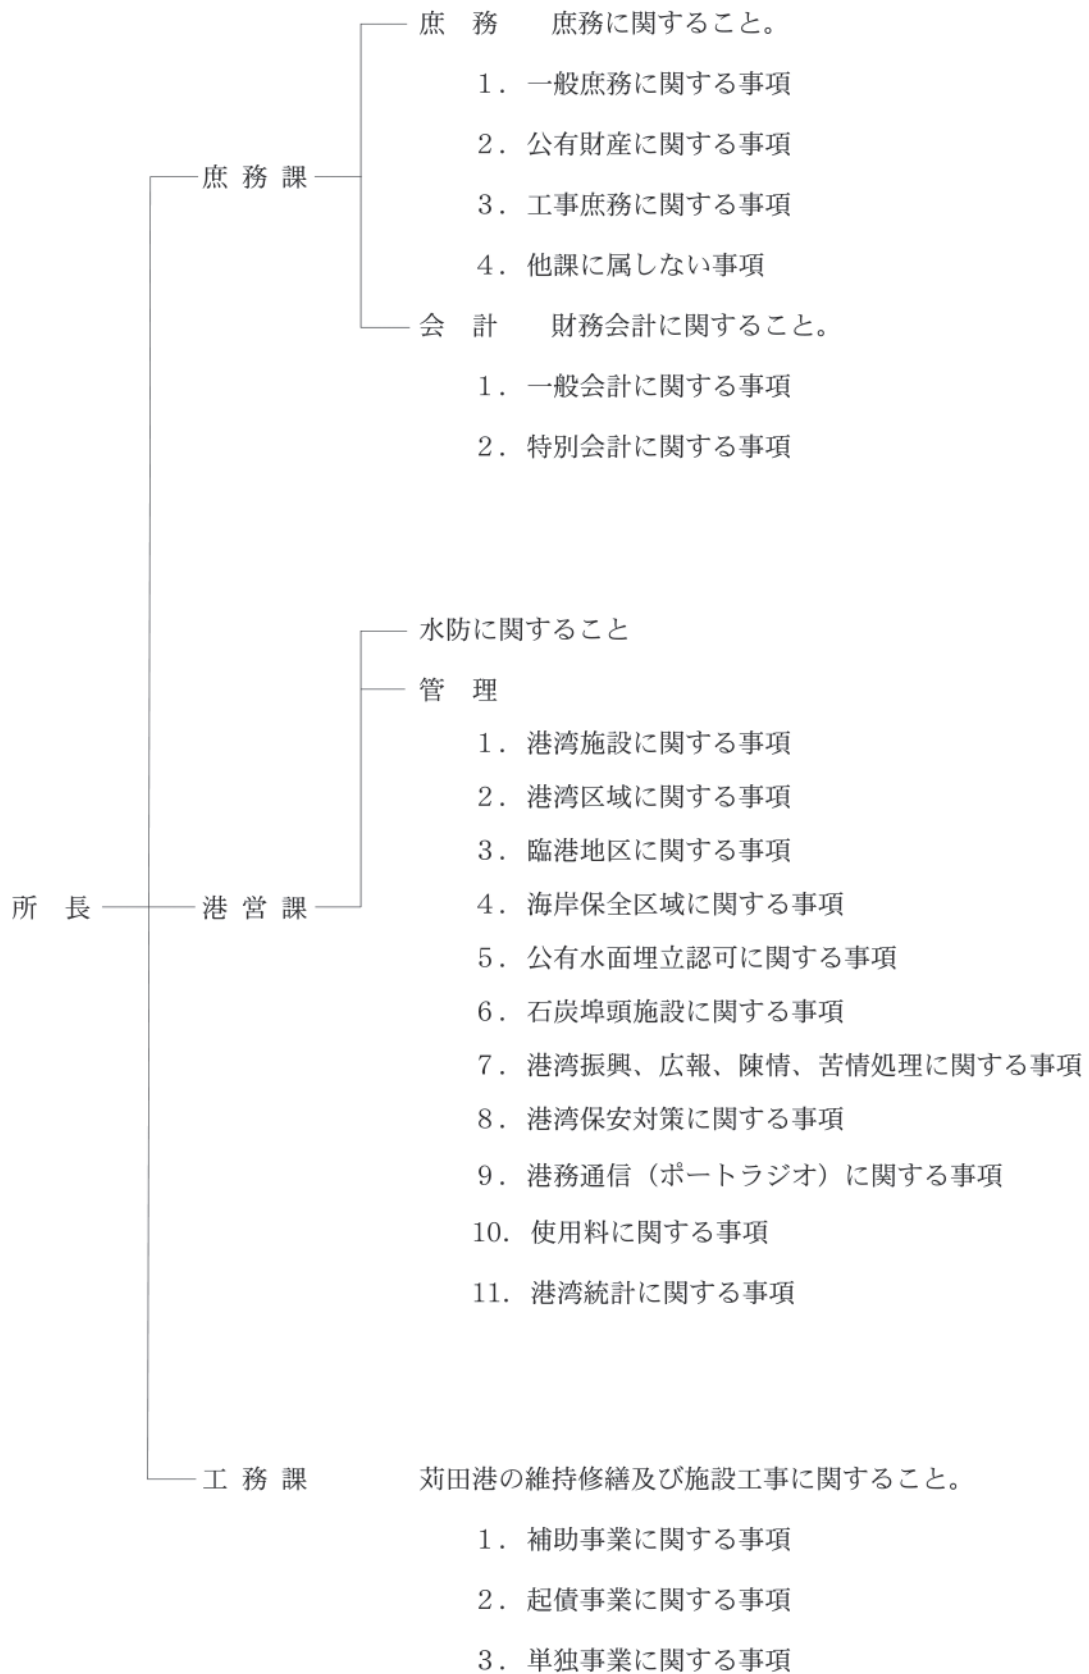 庶　務　　庶務に関すること。
１．一般庶務に関する事項
２．公有財産に関する事項
庶 務 課
３．工事庶務に関する事項
４．他課に属しない事項
会　計　　財務会計に関すること。
１．一般会計に関する事項
２．特別会計に関する事項
水防に関すること
管　理
１．港湾施設に関する事項
２．港湾区域に関する事項
３．臨港地区に関する事項
所　長
港 営 課
４．海岸保全区域に関する事項
５．公有水面埋立認可に関する事項
６．石炭埠頭施設に関する事項
７．港湾振興、広報、陳情、苦情処理に関する事項
８．港湾保安対策に関する事項
９．港務通信（ポートラジオ）に関する事項
10．使用料に関する事項
11．港湾統計に関する事項
工 務 課　　苅田港の維持修繕及び施設工事に関すること。
１．補助事業に関する事項
２．起債事業に関する事項
３．単独事業に関する事項